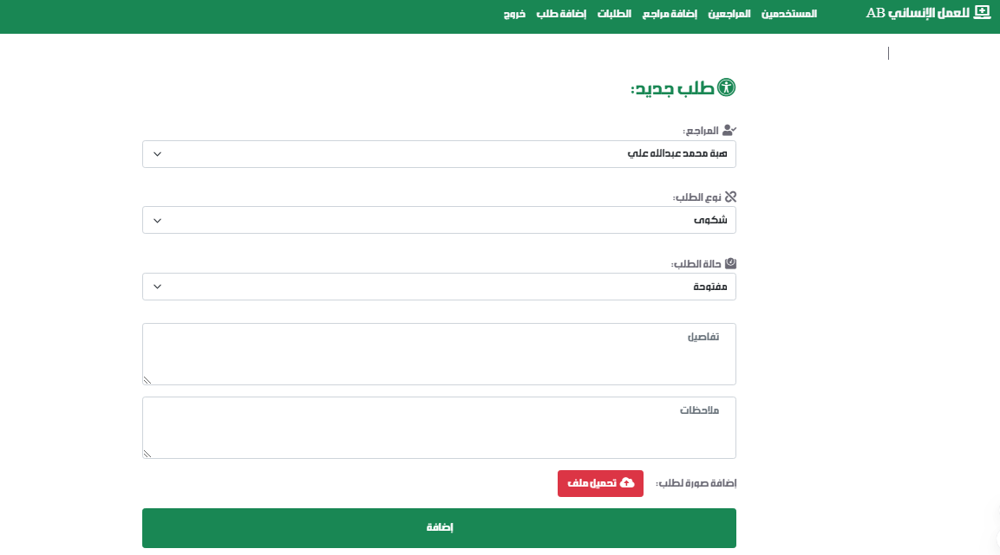 AB للعمل الإنساني المستخدمين المراجعين إضافة مراجع الطلبات إضافة طلب خروج
طلب جديد:
المراجع:
هبة محمد عبدالله علي
نوع الطلب:
شكوى
حالة الطلب:
مفتوحة
تفاصيل
ملاحظات
إضافة صورة لطلب: تحميل ملف
إضافة